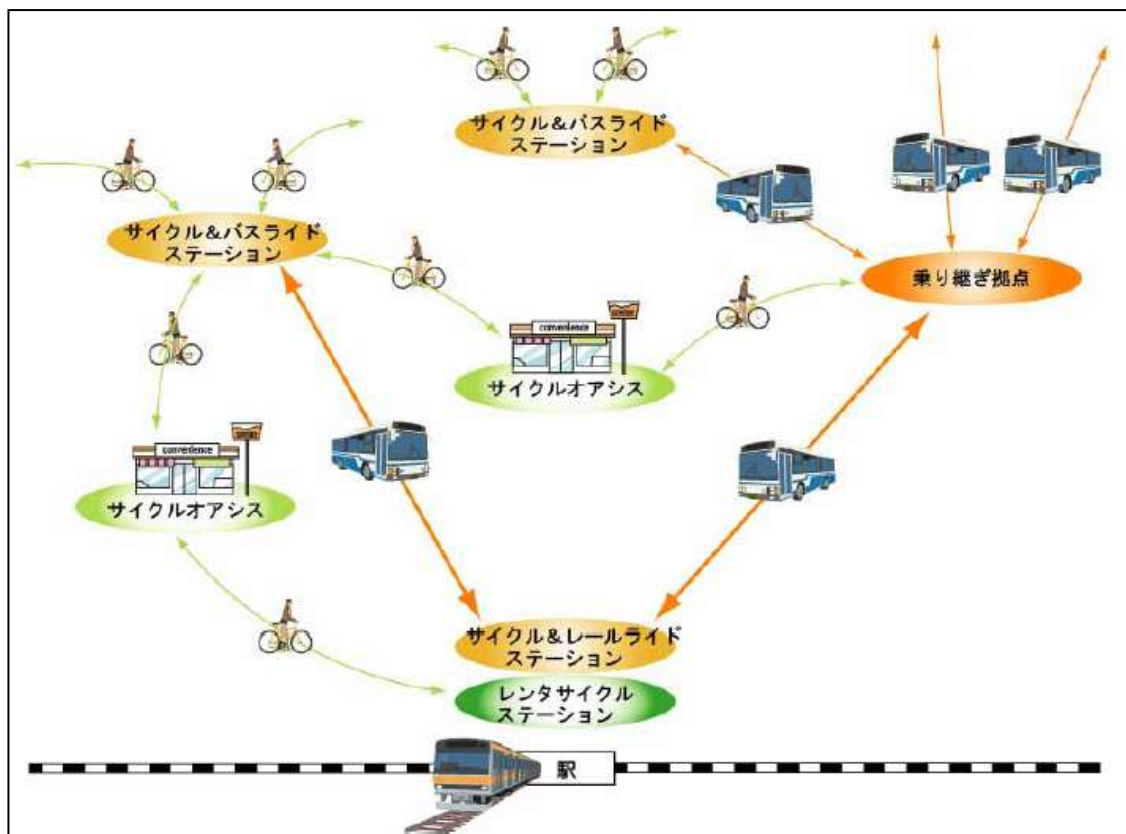 サイクル&バスライド
ステーション
サイクル&バスライド
ステーション
乗り継ぎ拠点
convenience
サイクルオアシス
convenience
サイクルオアシス
サイクル&レールライド
ステーション
レンタサイクル
ステーション
駅